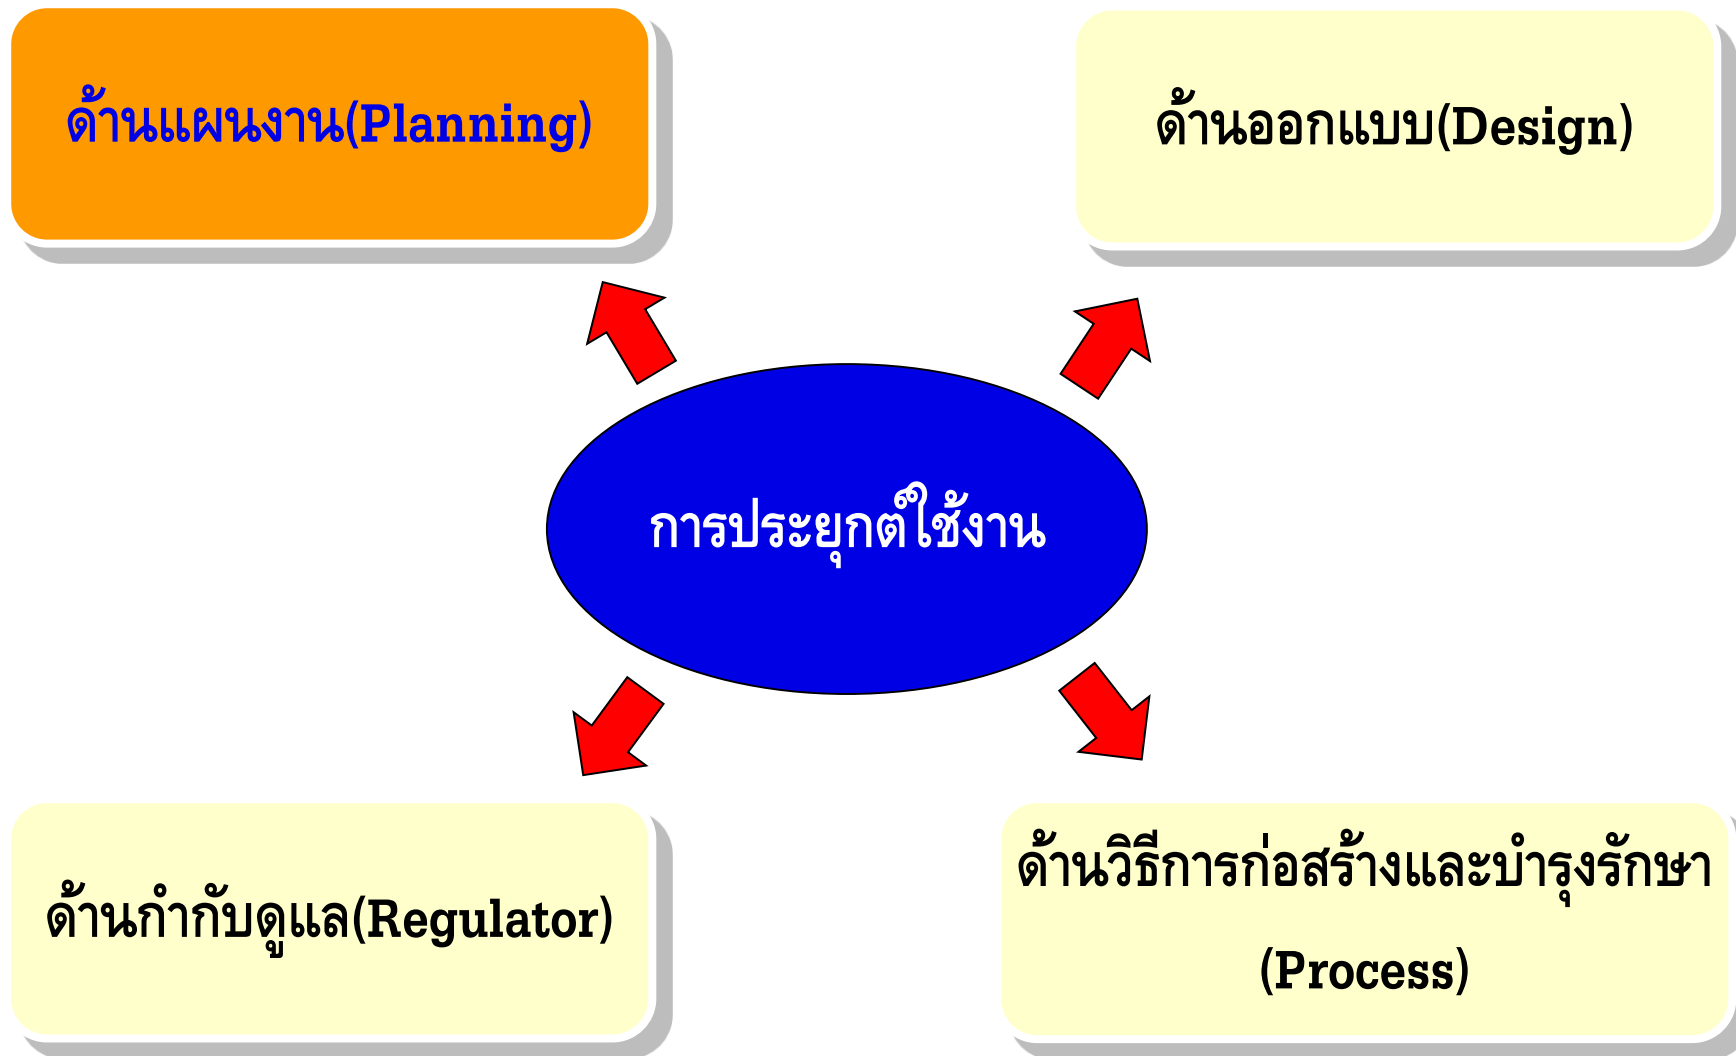 ด้านแผนงาน(Planning)
ด้านออกแบบ(Design)
การประยุกต์ใช้งาน
ด้านกำกับดูแล(Regulator)
ด้านวิธีการก่อสร้างและบำรุงรักษา
(Process)